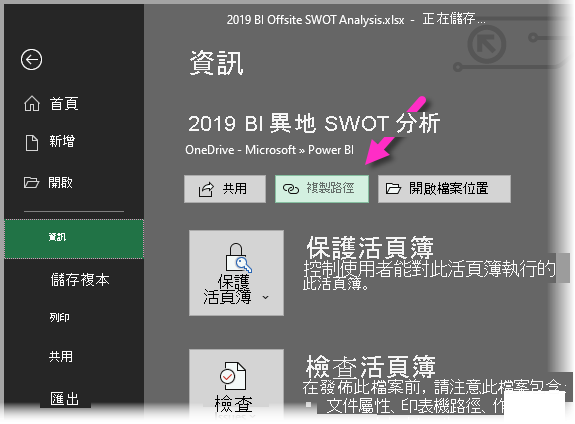 2019 BI Offsite SWOT Analysis.xlsx - 正在儲存...
資訊
首頁
新增
開啟
資訊
儲存複本
列印
共用
匯出
2019 BI 異地 SWOT 分析
OneDrive - Microsoft » Power BI
共用
複製路徑
開啟檔案位置
保護
活頁簿
保護活頁簿
控制使用者能對此活頁簿執行的
此活頁簿。
檢查
檢查活頁簿
在發佈此檔案前，請注意此檔案包含:
▪ 文件屬性、印表機路徑、作